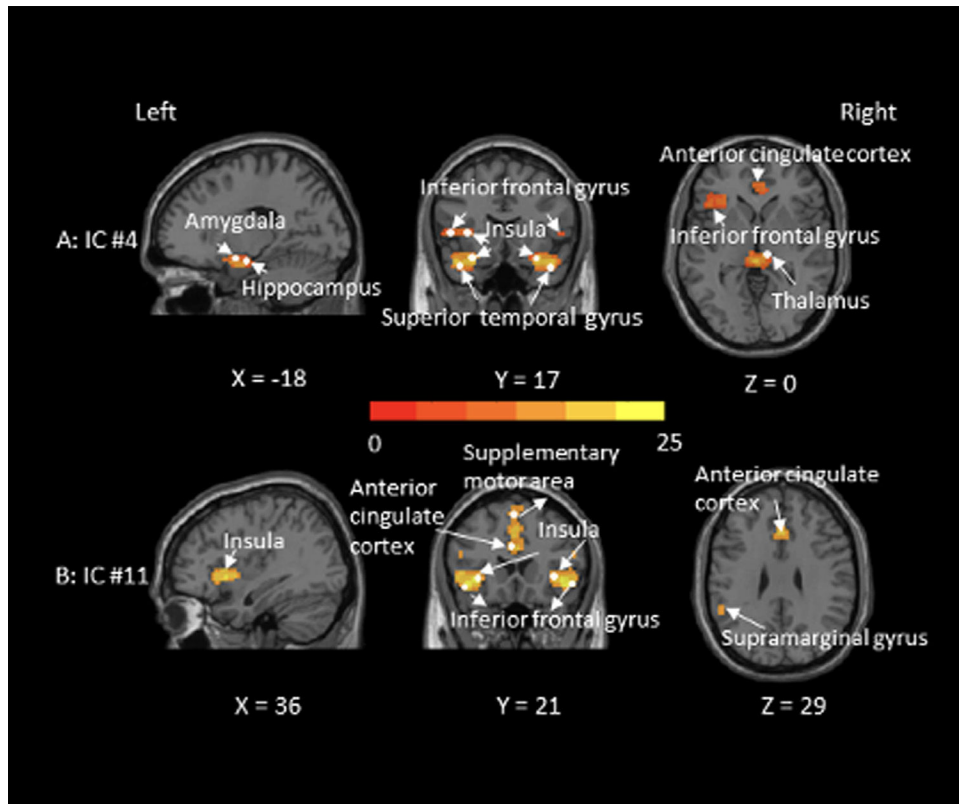 Left
Right
Anterior cingulate cortex
Inferior frontal gyrus
Amygdala
Insula
A: IC #4
Inferior frontal gyrus
Hippocampus
Thalamus
Superior temporal gyrus
X = -18
Y = 17
Z = 0
0
25
Supplementary
motor area
Anterior cingulate
cortex
Anterior
cingulate
cortex
Insula
Insula
B: IC #11
Inferior frontal gyrus
Supramarginal gyrus
X = 36
Y = 21
Z = 29